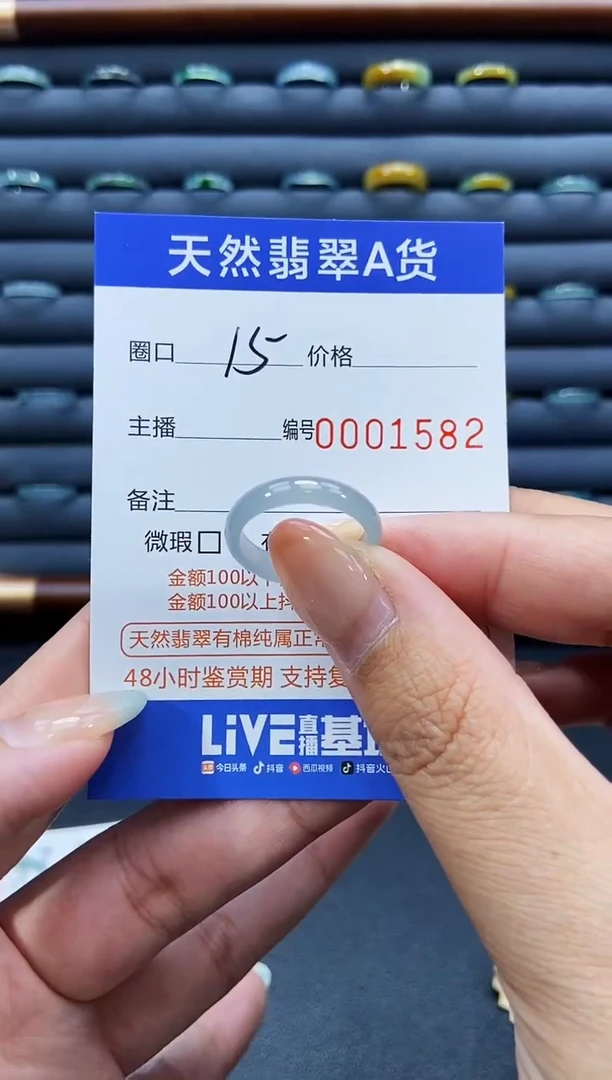 天然翡翠A货
圈口 15 价格
主播 编号0001582
备注
微瑕□
金额100以
金额100以上
天然翡翠有棉纯属正常
48小时鉴赏期 支持复
LiVE直播基
头条 今日头条 抖音 西瓜视频 抖音火山